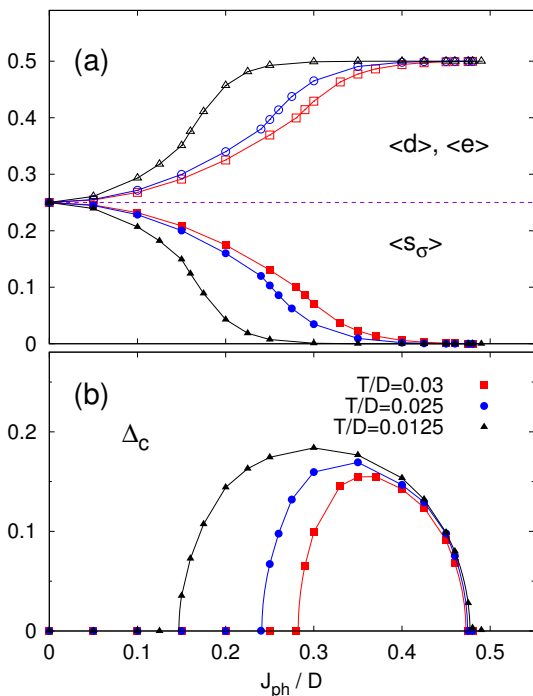 0.5
0.4
0.3
0.2
0.1
0
(a)
<d>, <e>
<sσ>
0.2
0.1
0
(b)
Δc
T/D=0.03
T/D=0.025
T/D=0.0125
0 0.1 0.2 0.3 0.4 0.5
Jph / D